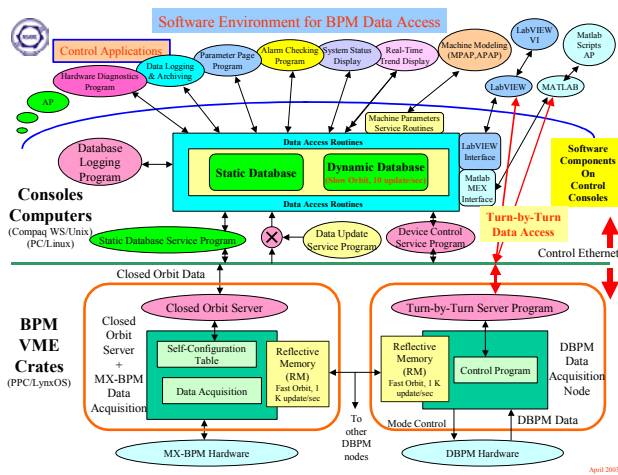 Software Environment for BPM Data Access
Control Applications
Hardware Diagnostics
Program
Data Logging
& Archiving
Parameter Page
Program
Alarm Checking
Program
System Status
Display
Real-Time
Trend Display
Machine Modeling
(MPAP,APAP)
LabVIEW
VI
Matlab
Scripts
AP
AP
LabVIEW
MATLAB
Machine Parameters
Service Routines
Data Access Routines
Database
Logging
Program
Static Database
Dynamic Database
(Slow Orbit, 10 update/sec)
Data Access Routines
LabVIEW
Interface
Matlab
MEX
Interface
Software
Components
On
Control
Consoles
Consoles
Computers
(Compaq WS/Unix)
(PC/Linux)
Static Database Service Program
Data Update
Service Program
Device Control
Service Program
Turn-by-Turn
Data Access
Control Ethernet
Closed Orbit Data
BPM
VME
Crates
(PPC/LynxOS)
Closed Orbit Server
Closed
Orbit
Server
+
MX-BPM
Data
Acquisition
Self-Configuration
Table
Data Acquisition
Reflective
Memory
(RM)
Fast Orbit, 1
K update/sec
MX-BPM Hardware
To
other
DBPM
nodes
Turn-by-Turn Server Program
Reflective
Memory
(RM)
Fast Orbit, 1 K
update/sec
Control Program
DBPM
Data
Acquisition
Node
Mode Control
DBPM Data
DBPM Hardware
April 2003